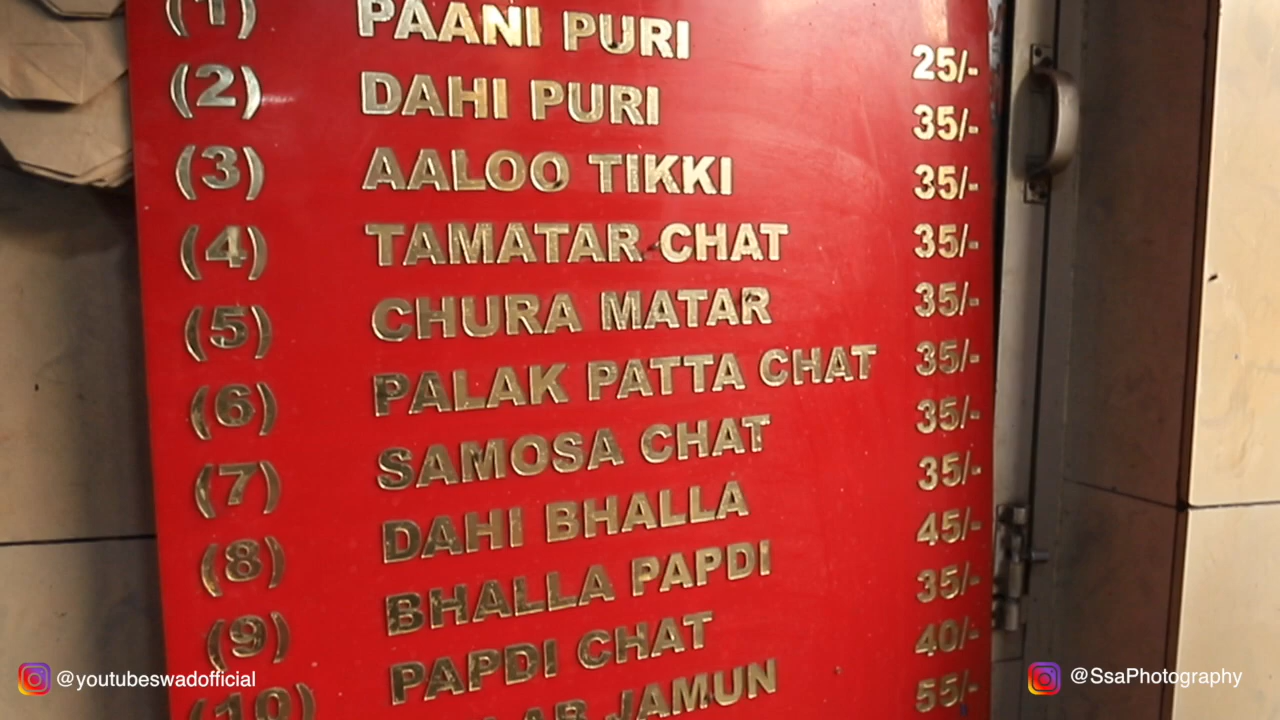 (1) PAANI PURI 25/-
(2) DAHI PURI 35/-
(3) AALOO TIKKI 35/-
(4) TAMATAR CHAT 35/-
(5) CHURA MATAR 35/-
(6) PALAK PATTA CHAT 35/-
(7) SAMOSA CHAT 35/-
(8) DAHI BHALLA 35/-
(9) BHALLA PAPDI 45/-
(10) PAPDI CHAT 35/-
JAMUN 40/-
55/-
@youtubeswadofficial
@SsaPhotography